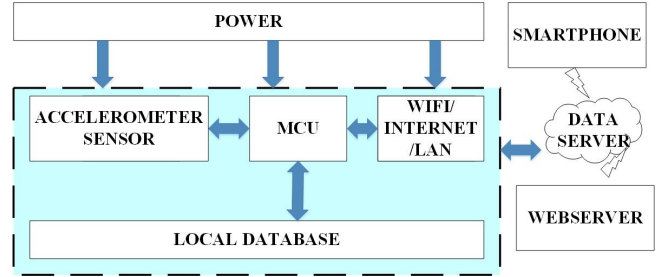 POWER
SMARTPHONE
ACCELEROMETER
SENSOR
MCU
WIFI/
INTERNET
/LAN
DATA
SERVER
WEBSERVER
LOCAL DATABASE